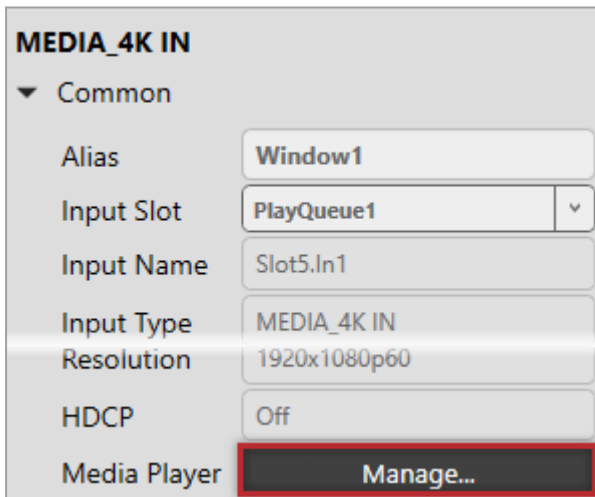 MEDIA_4K IN
Common
Alias Window1
Input Slot PlayQueue1
Input Name Slot5.In1
Input Type MEDIA_4K IN
Resolution 1920x1080p60
HDCP Off
Media Player Manage...